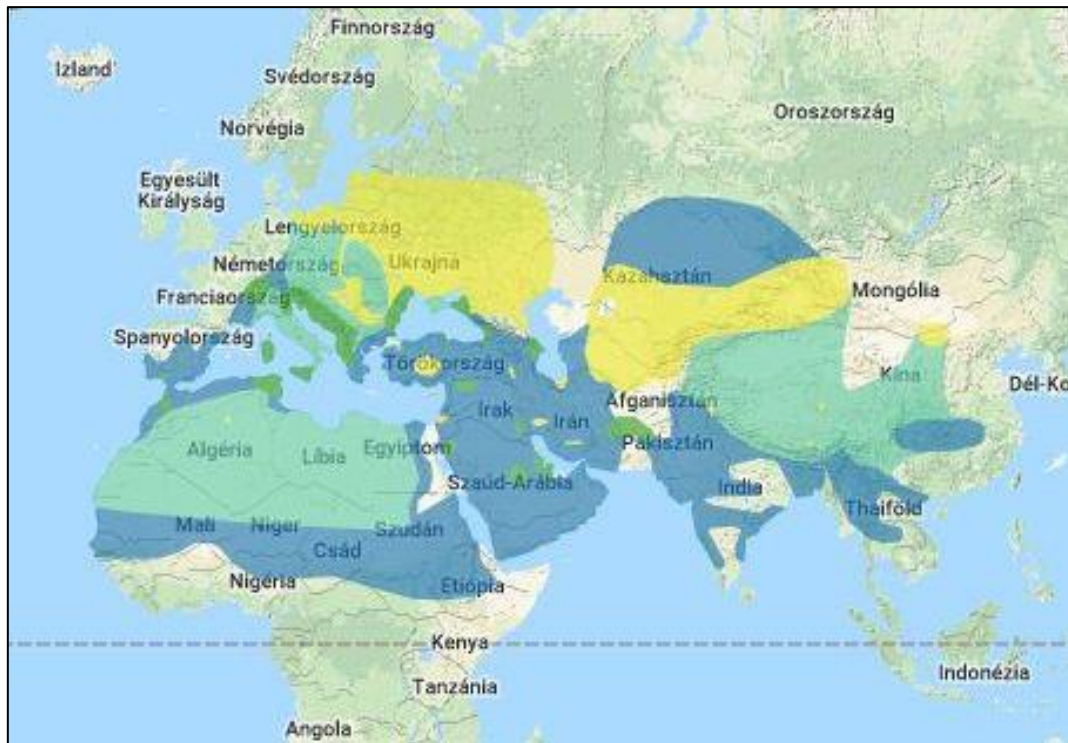 Finnország
Izland
Svédország
Oroszország
Norvégia
Egyesült
Királyság
Lengyelország
Németország
Ukrajna
Kazahsztán
Franciaország
Mongólia
Spanyolország
Törökország
Kína
Dél-Ko
Afganisztán
Irak
Irán
Algéria
Líbia
Egyiptom
Pakisztán
Szaúd-Arábia
India
Mali
Niger
Szudán
Thaiföld
Csád
Nigéria
Etiópia
Kenya
Indonézia
Tanzánia
Angola